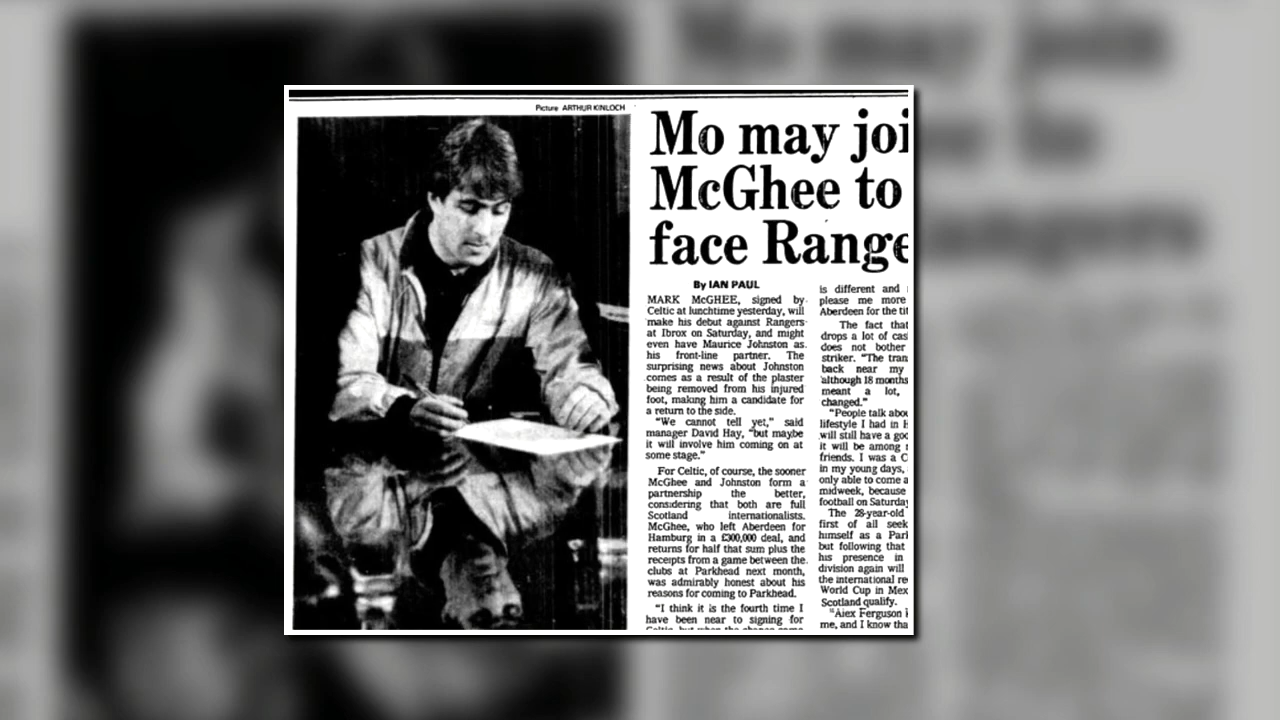 Picture ARTHUR KINLOCH
Mo may joi
McGhee to
face Range
By IAN PAUL
MARK McGHEE, signed by
Celtic at lunchtime yesterday, will
make his debut against Rangers
at Ibrox on Saturday, and might
even have Maurice Johnston as
his front-line partner. The
surprising news about Johnston
comes as a result of the plaster
being removed from his injured
foot, making him a candidate for
a return to the side.
"We cannot tell yet," said
manager David Hay, "but maybe
it will involve him coming on at
some stage."
For Celtic, of course, the sooner
McGhee and Johnston form a
partnership the better,
considering that both are full
Scotland internationalists.
McGhee, who left Aberdeen for
Hamburg in a £300,000 deal, and
returns for half that sum plus the
receipts from a game between the
clubs at Parkhead next month,
was admirably honest about his
reasons for coming to Parkhead.
"I think it is the fourth time I
have been near to signing for
is different and
please me more
Aberdeen for the tit
The fact that
drops a lot of cas
does not bother
striker. "The tran
back near my
although 18 months
meant a lot,
changed."
"People talk abou
lifestyle I had in H
will still have a goo
it will be among
friends. I was a C
in my young days,
only able to come a
midweek, because
football on Saturday
The 28-year-old
first of all seek
himself as a Park
but following that
his presence in
division again will
the international re
World Cup in Mex
Scotland qualify.
"Alex Ferguson k
me, and I know tha